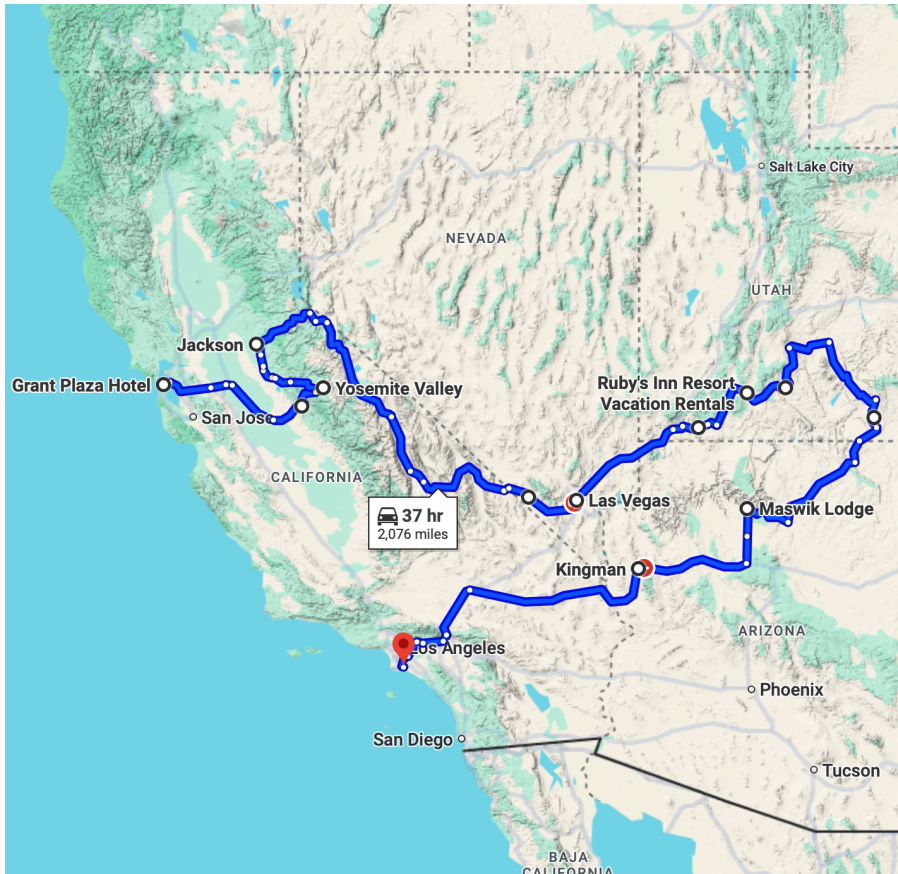 Salt Lake City
NEVADA
UTAH
Jackson
Grant Plaza Hotel
Yosemite Valley
Ruby's Inn Resort
Vacation Rentals
San Jose
CALIFORNIA
Las Vegas
37 hr
2,076 miles
Maswik Lodge
Kingman
ARIZONA
Los Angeles
Phoenix
San Diego
Tucson
BAJA
CALIFORNIA